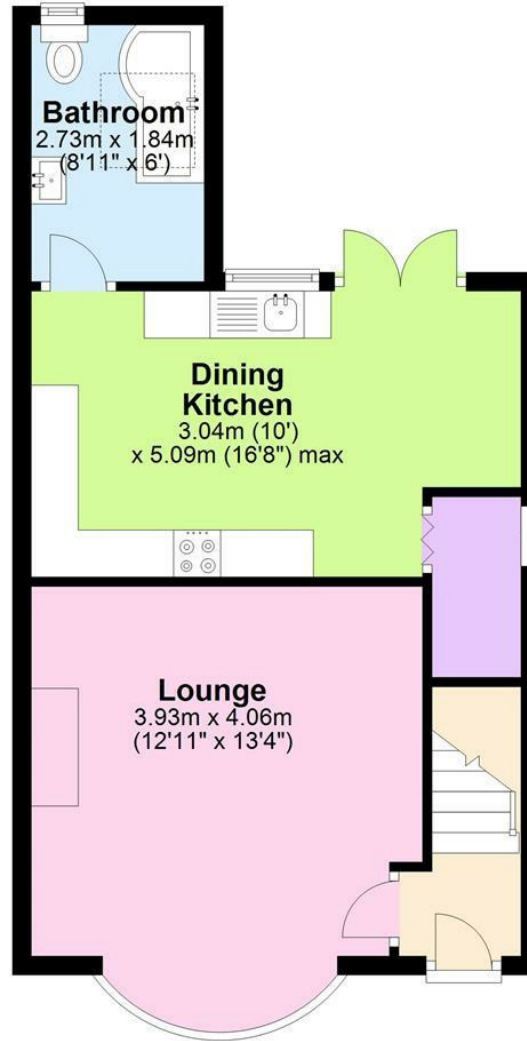 Bathroom
2.73m x 1.84m
(8'11" x 6')
Dining
Kitchen
3.04m (10')
x 5.09m (16'8") max
Lounge
3.93m x 4.06m
(12'11" x 13'4")